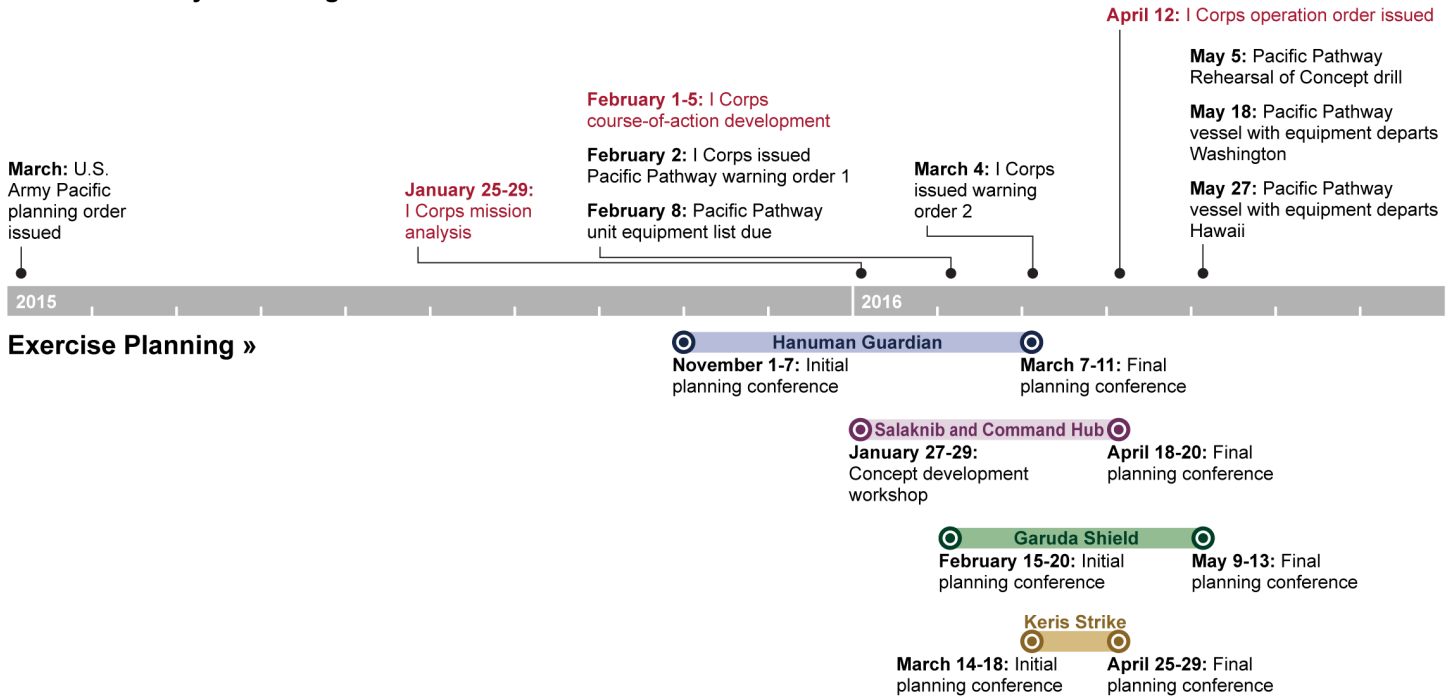 April 12: I Corps operation order issued
May 5: Pacific Pathway
Rehearsal of Concept drill
May 18: Pacific Pathway
vessel with equipment departs
Washington
May 27: Pacific Pathway
vessel with equipment departs
Hawaii
February 1-5: I Corps
course-of-action development
February 2: I Corps issued
Pacific Pathway warning order 1
February 8: Pacific Pathway
unit equipment list due
March 4: I Corps
issued warning
order 2
March: U.S.
Army Pacific
planning order
issued
January 25-29:
I Corps mission
analysis
2015
2016
Exercise Planning »
Hanuman Guardian
November 1-7: Initial
planning conference
March 7-11: Final
planning conference
Salaknib and Command Hub
January 27-29:
Concept development
workshop
April 18-20: Final
planning conference
Garuda Shield
February 15-20: Initial
planning conference
May 9-13: Final
planning conference
Keris Strike
March 14-18: Initial
planning conference
April 25-29: Final
planning conference